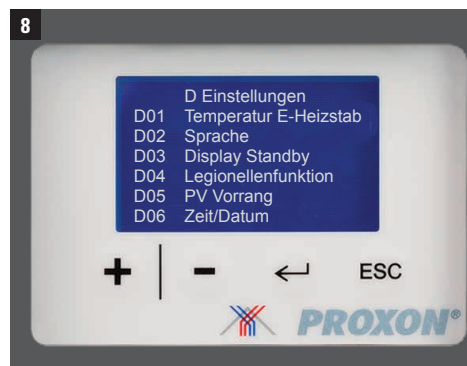 8
D Einstellungen
D01 Temperatur E-Heizstab
D02 Sprache
D03 Display Standby
D04 Legionellenfunktion
D05 PV Vorrang
D06 Zeit/Datum
+ | - ↵ ESC
PROXON®